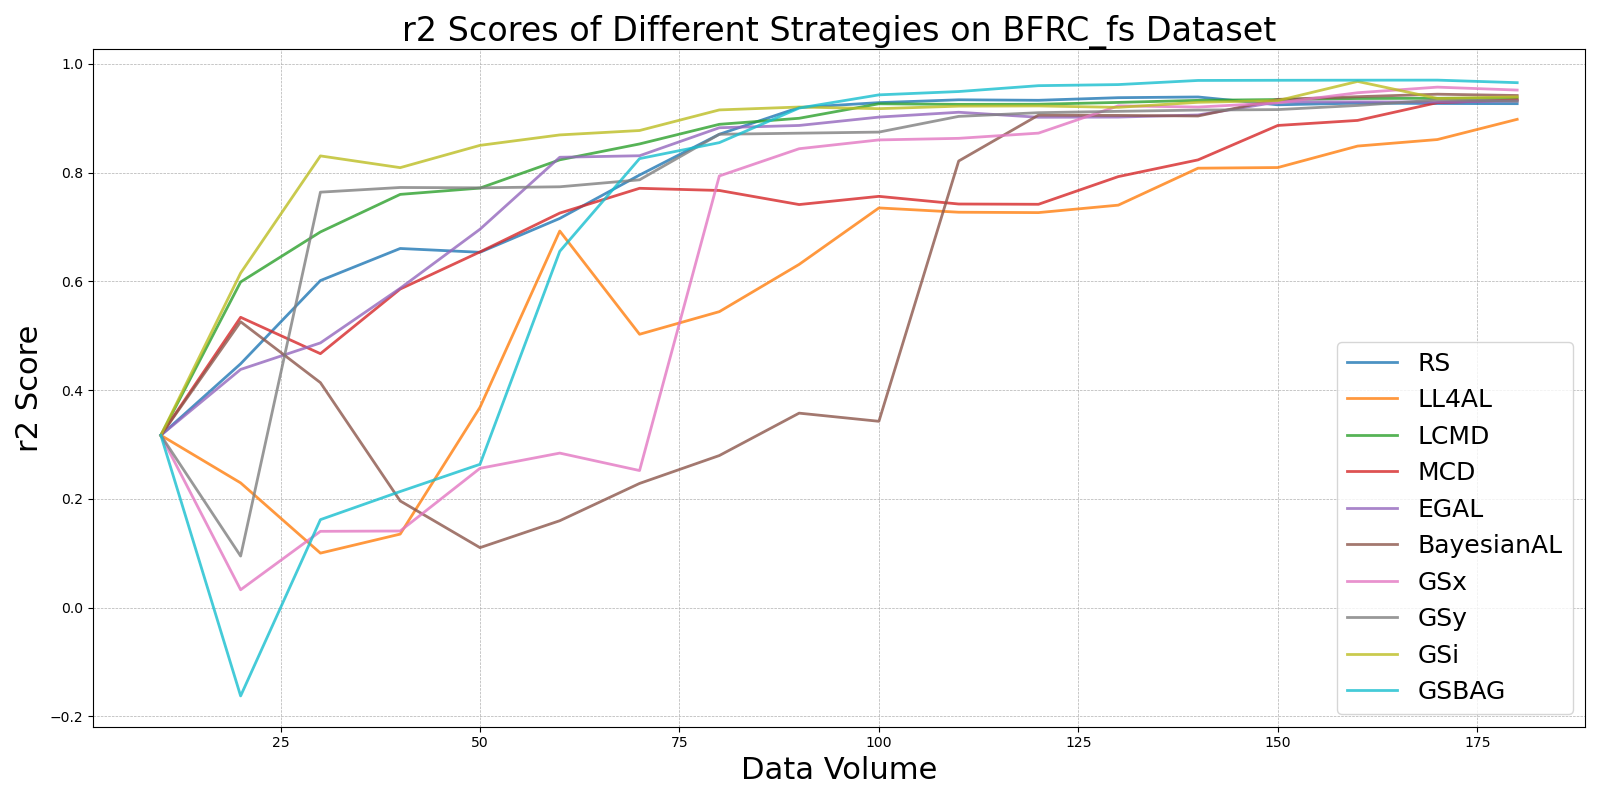 r2 Scores of Different Strategies on BFRC_fs Dataset
r2 Score
1.0
0.8
0.6
0.4
0.2
0.0
−0.2
25
50
75
100
125
150
175
Data Volume
RS
LL4AL
LCMD
MCD
EGAL
BayesianAL
GSx
GSy
GSi
GSBAG